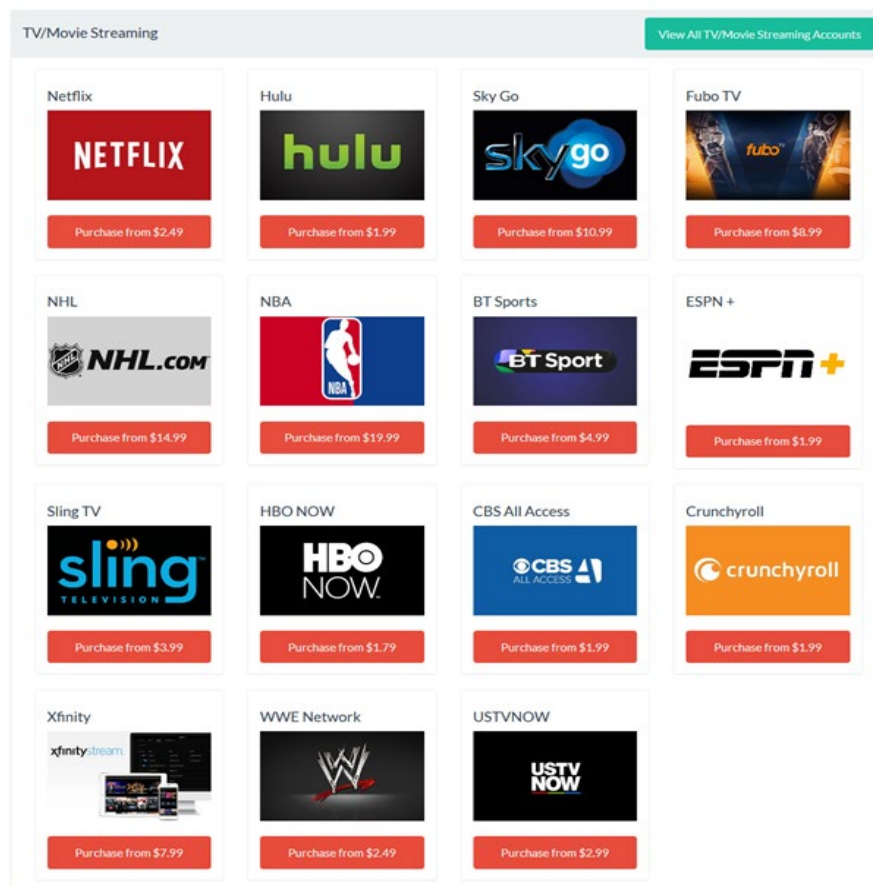 TV/Movie Streaming
View All TV/Movie Streaming Accounts
Netflix
NETFLIX
Purchase from $2.49
Hulu
hulu
Purchase from $1.99
Sky Go
sky go
Purchase from $10.99
Fubo TV
fubo TV
Purchase from $8.99
NHL
NHL NHL.COM
Purchase from $14.99
NBA
NBA
Purchase from $19.99
BT Sports
BT Sport
Purchase from $4.99
ESPN +
ESPN+
Purchase from $1.99
Sling TV
sling
TELEVISION
Purchase from $3.99
HBO NOW
HBO
NOW.
Purchase from $1.79
CBS All Access
CBS
ALL ACCESS
Purchase from $1.99
Crunchyroll
crunchyroll
Purchase from $1.99
Xfinity
xfinitystream.
Purchase from $7.99
WWE Network
W
Purchase from $2.49
USTVNOW
USTV
NOW
Purchase from $2.99